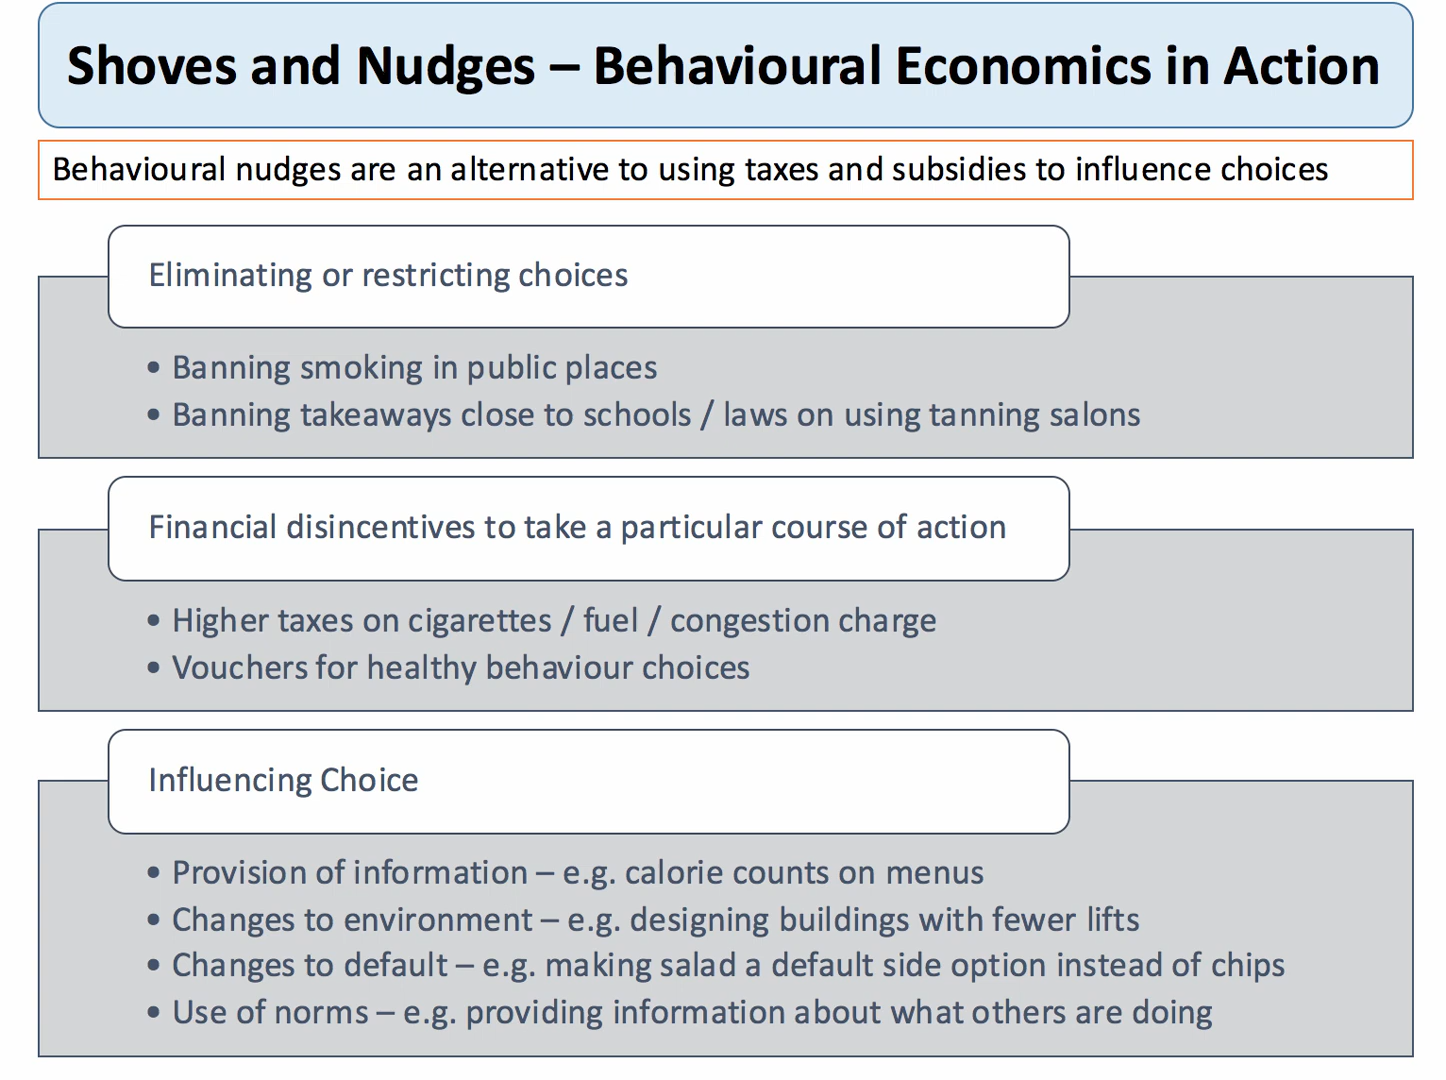 Shoves and Nudges – Behavioural Economics in Action
Behavioural nudges are an alternative to using taxes and subsidies to influence choices
Eliminating or restricting choices
• Banning smoking in public places
• Banning takeaways close to schools / laws on using tanning salons
Financial disincentives to take a particular course of action
• Higher taxes on cigarettes / fuel / congestion charge
• Vouchers for healthy behaviour choices
Influencing Choice
• Provision of information – e.g. calorie counts on menus
• Changes to environment – e.g. designing buildings with fewer lifts
• Changes to default – e.g. making salad a default side option instead of chips
• Use of norms – e.g. providing information about what others are doing